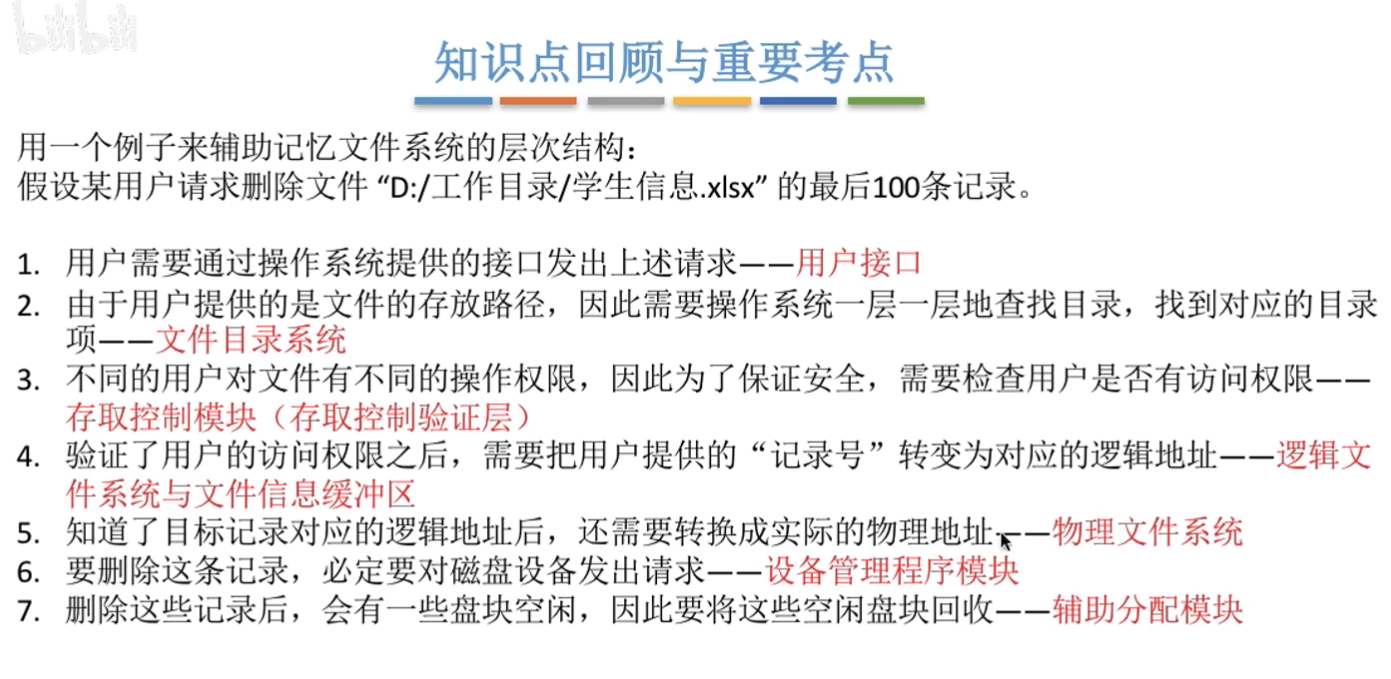 bilibili
知识点回顾与重要考点
用一个例子来辅助记忆文件系统的层次结构：
假设某用户请求删除文件 “D:/工作目录/学生信息.xlsx” 的最后100条记录。
1. 用户需要通过操作系统提供的接口发出上述请求——用户接口
2. 由于用户提供的是文件的存放路径，因此需要操作系统一层一层地查找目录，找到对应的目录
项——文件目录系统
3. 不同的用户对文件有不同的操作权限，因此为了保证安全，需要检查用户是否有访问权限——
存取控制模块（存取控制验证层）
4. 验证了用户的访问权限之后，需要把用户提供的“记录号”转变为对应的逻辑地址——逻辑文
件系统与文件信息缓冲区
5. 知道了目标记录对应的逻辑地址后，还需要转换成实际的物理地址——物理文件系统
6. 要删除这条记录，必定要对磁盘设备发出请求——设备管理程序模块
7. 删除这些记录后，会有一些盘块空闲，因此要将这些空闲盘块回收——辅助分配模块